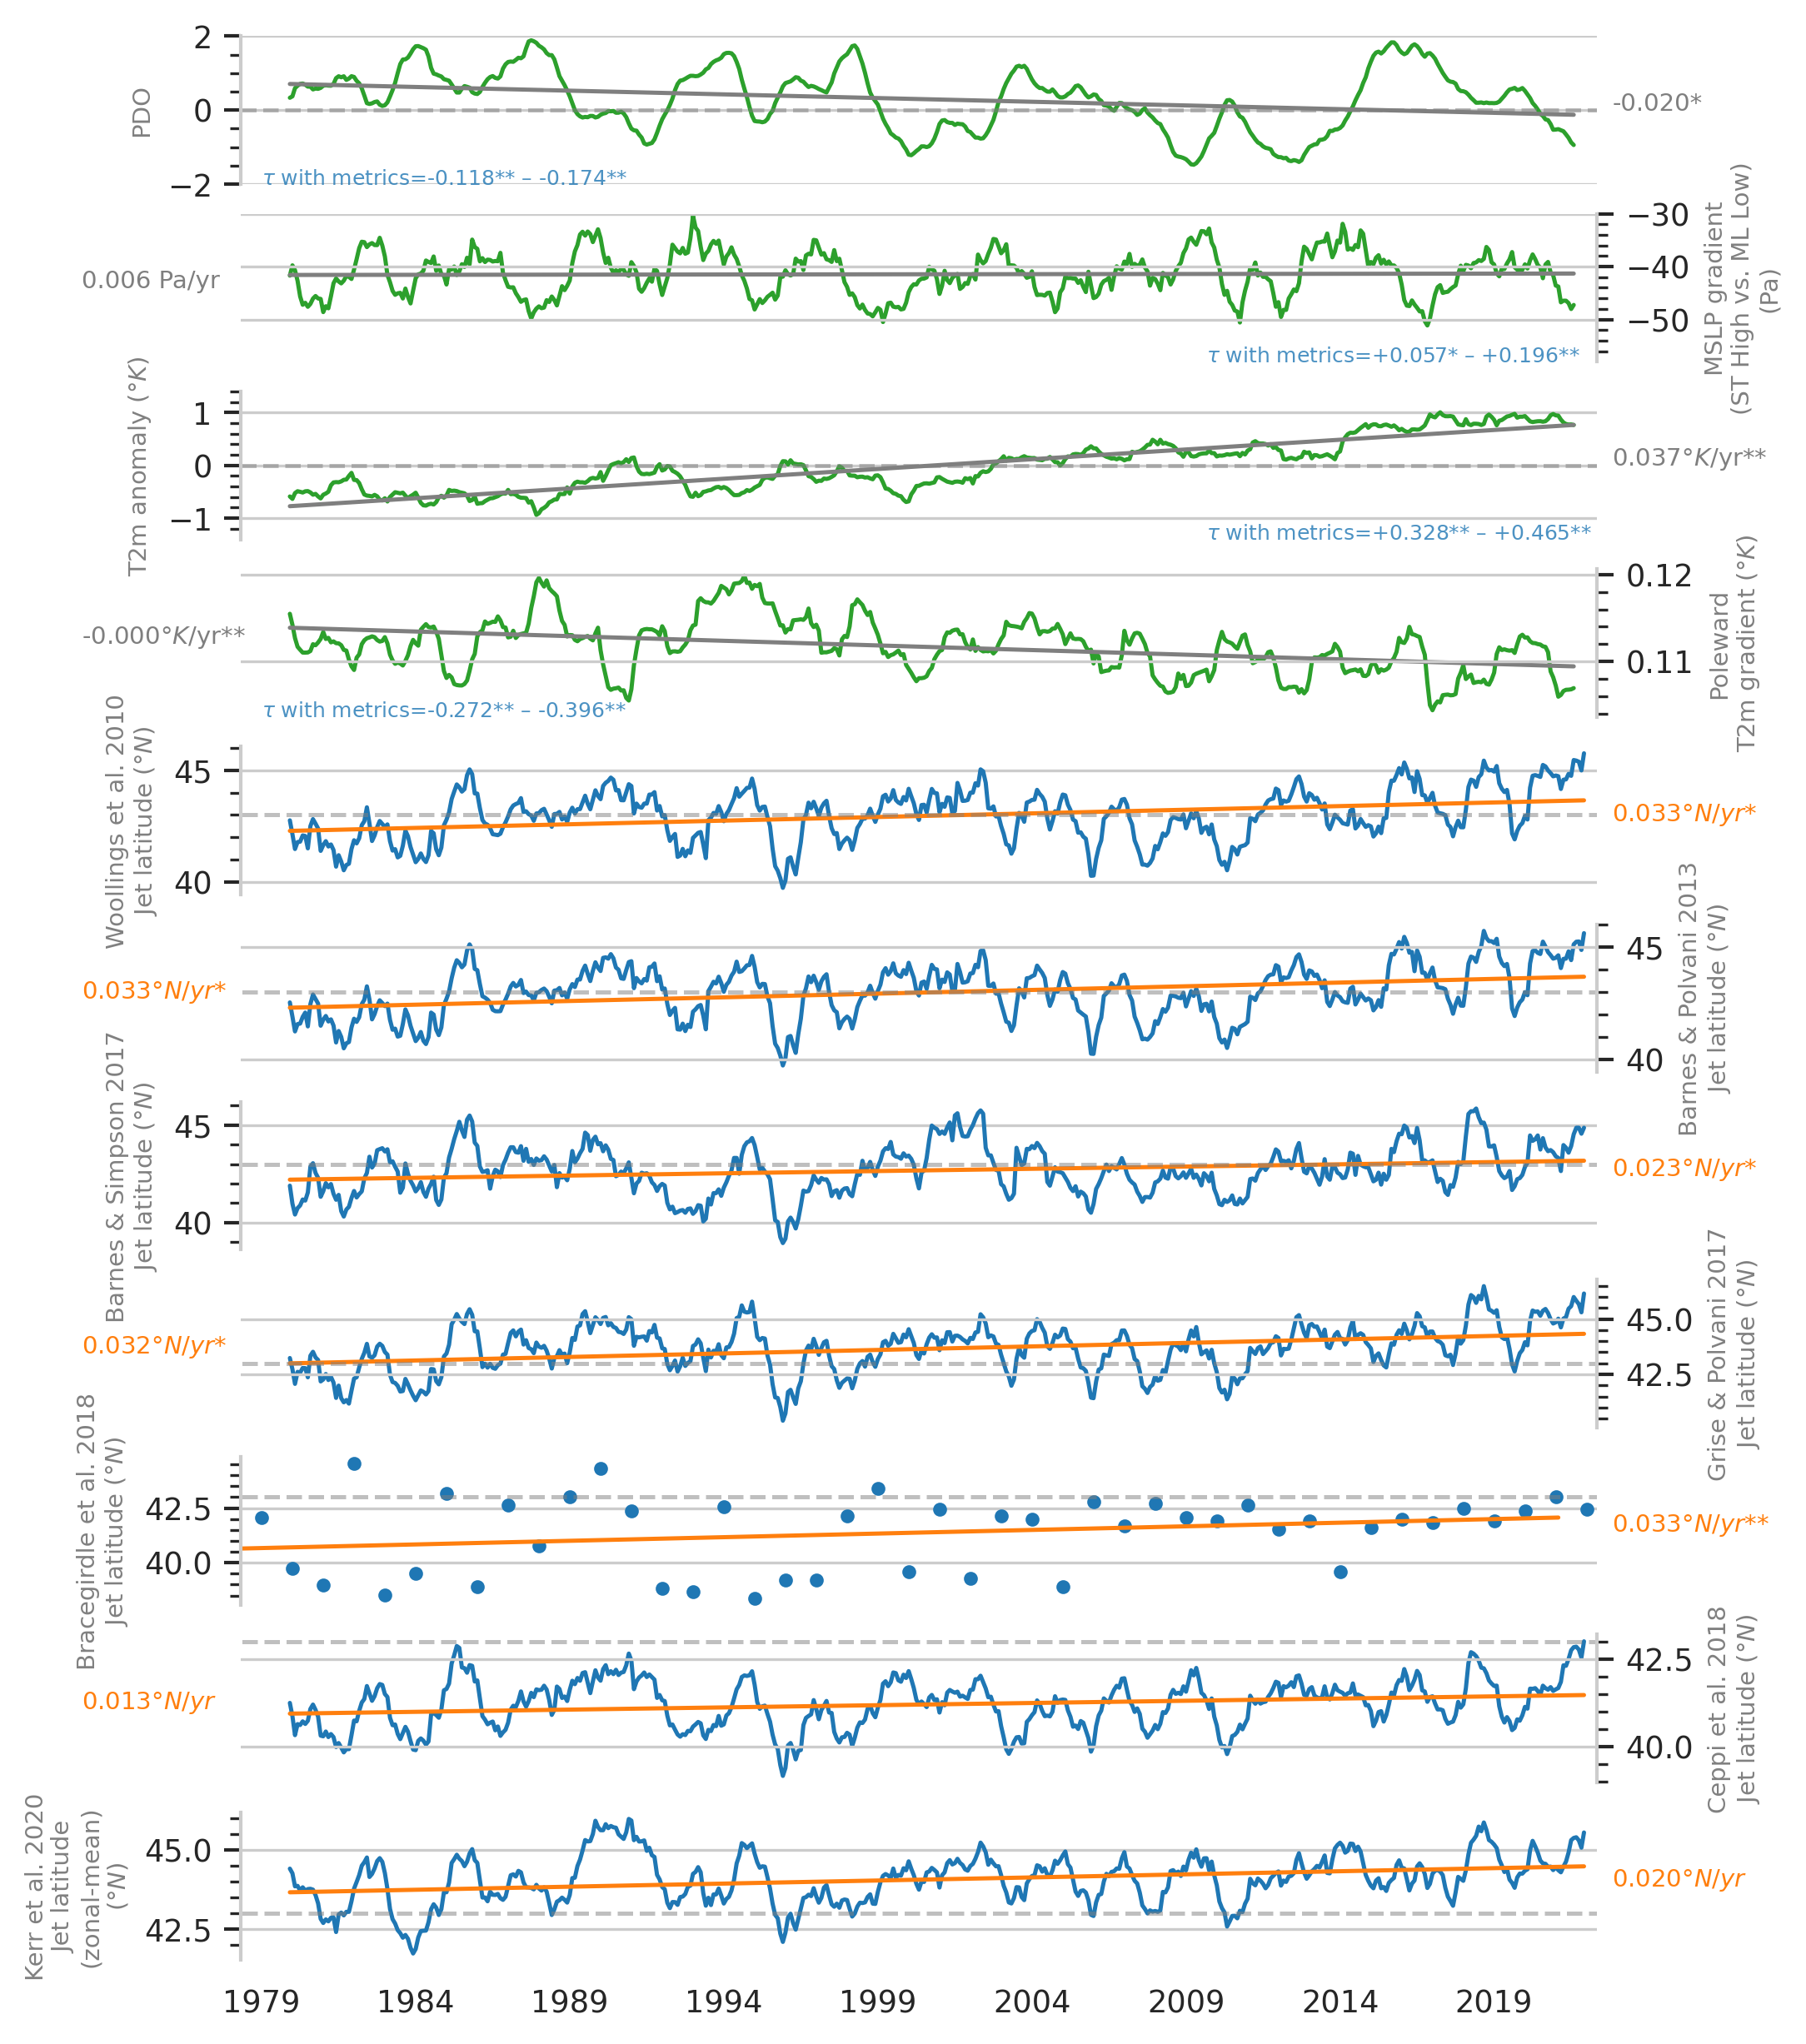 2
0
−2
PDO
-0.020*
τ with metrics=-0.118** – -0.174**
−30
−40
−50
MSLP gradient
(ST High vs. ML Low)
(Pa)
0.006 Pa/yr
τ with metrics=+0.057* – +0.196**
1
0
−1
T2m anomaly (°K)
0.037°K/yr**
τ with metrics=+0.328** – +0.465**
0.12
0.11
Poleward
T2m gradient (°K)
-0.000°K/yr**
τ with metrics=-0.272** – -0.396**
45
40
Woollings et al. 2010
Jet latitude (°N)
0.033°N/yr*
45
40
Barnes & Polvani 2013
Jet latitude (°N)
0.033°N/yr*
45
40
Barnes & Simpson 2017
Jet latitude (°N)
0.023°N/yr*
45.0
42.5
Grise & Polvani 2017
Jet latitude (°N)
0.032°N/yr*
42.5
40.0
Bracegirdle et al. 2018
Jet latitude (°N)
0.033°N/yr**
42.5
40.0
Ceppi et al. 2018
Jet latitude (°N)
0.013°N/yr
45.0
42.5
Kerr et al. 2020
Jet latitude
(zonal-mean)
(°N)
0.020°N/yr
1979 1984 1989 1994 1999 2004 2009 2014 2019